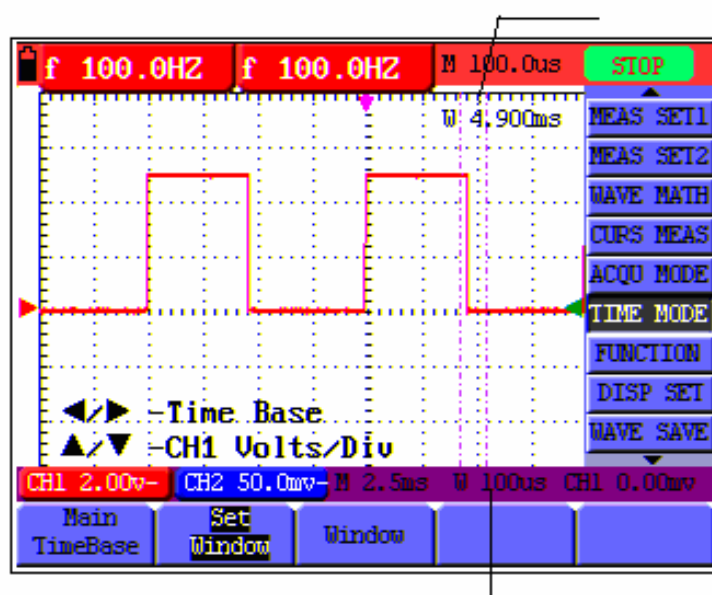 f 100.0HZ f 100.0HZ M 100.0us STOP
W 4.900ms
MEAS SET1
MEAS SET2
WAVE MATH
CURS MEAS
ACQU MODE
TIME MODE
FUNCTION
DISP SET
WAVE SAVE
◀/▶ -Time Base
▲/▼ -CH1 Volts/Div
CH1 2.00v- CH2 50.0mv- M 2.5ms W 100us CH1 0.00mv
Main TimeBase
Set Window
Window